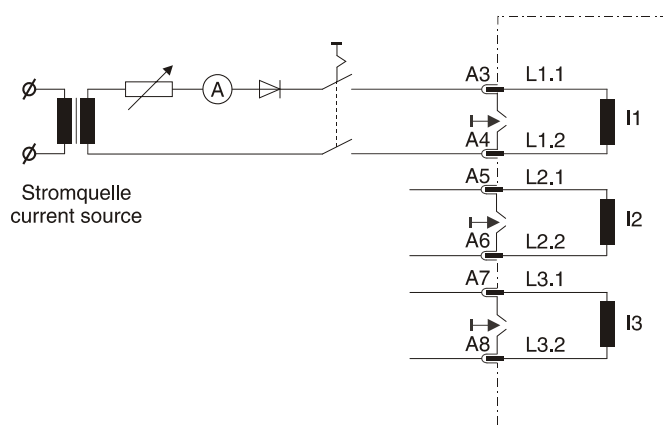 A3 L1.1
A
I1
A4 L1.2
A5 L2.1
Stromquelle
current source
I2
A6 L2.2
A7 L3.1
I3
A8 L3.2